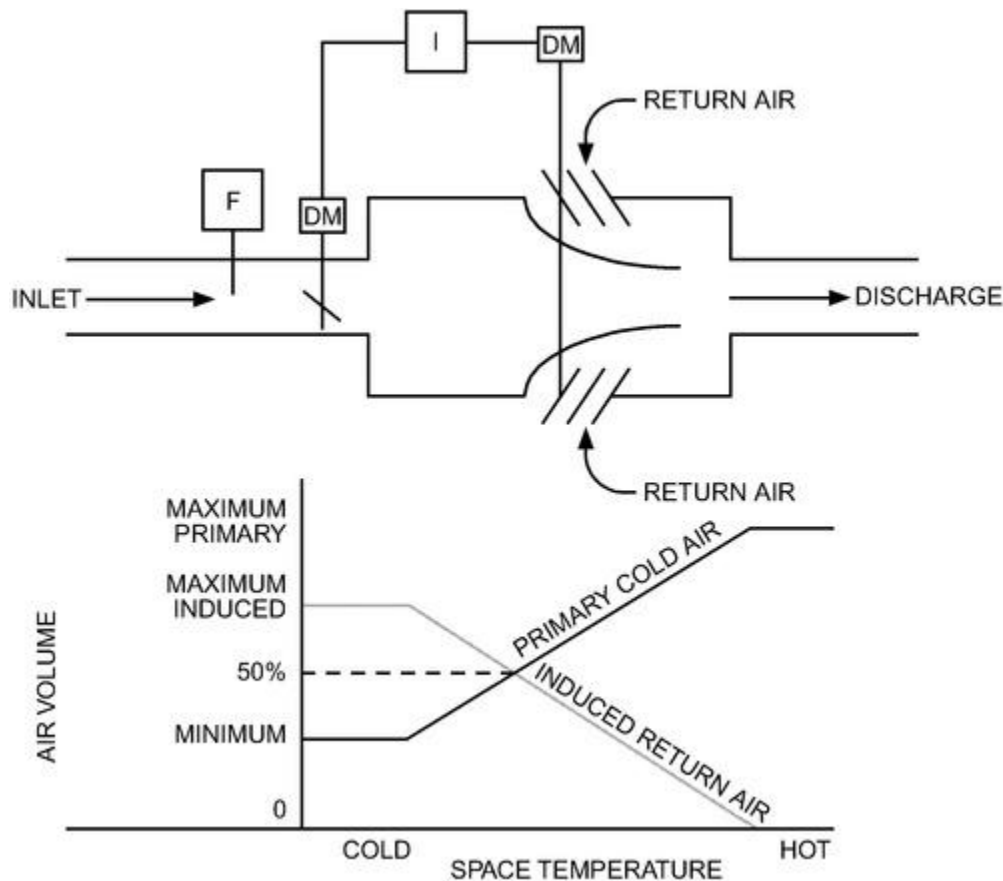 I
DM
RETURN AIR
F
DM
INLET
DISCHARGE
RETURN AIR
MAXIMUM
PRIMARY
MAXIMUM
INDUCED
50%
MINIMUM
0
AIR VOLUME
PRIMARY COLD AIR
INDUCED RETURN AIR
COLD
HOT
SPACE TEMPERATURE